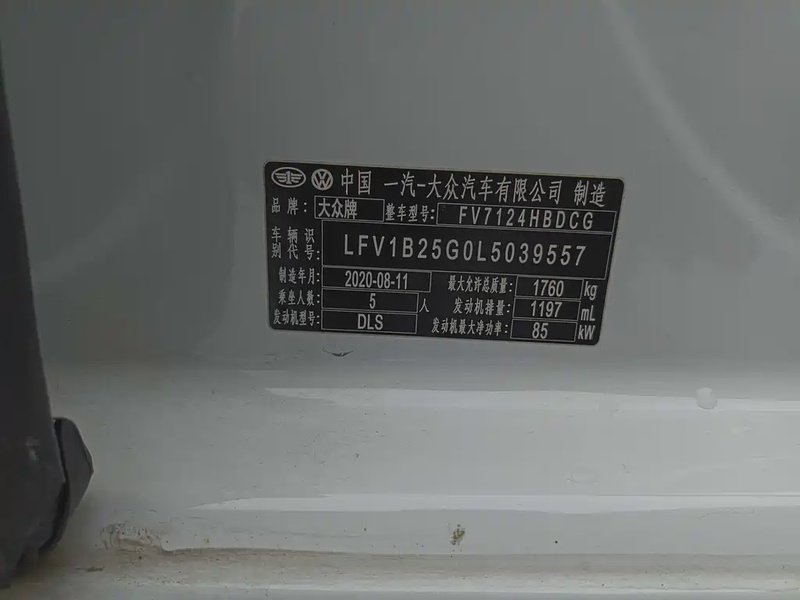 中国 一汽-大众汽车有限公司 制造
品牌: 大众牌 整车型号: FV7124HBDCG
车辆识别代号: LFV1B25G0L5039557
制造年月: 2020-08-11 最大允许总质量: 1760 kg
乘坐人数: 5 人 发动机排量: 1197 mL
发动机型号: DLS 发动机最大净功率: 85 kW